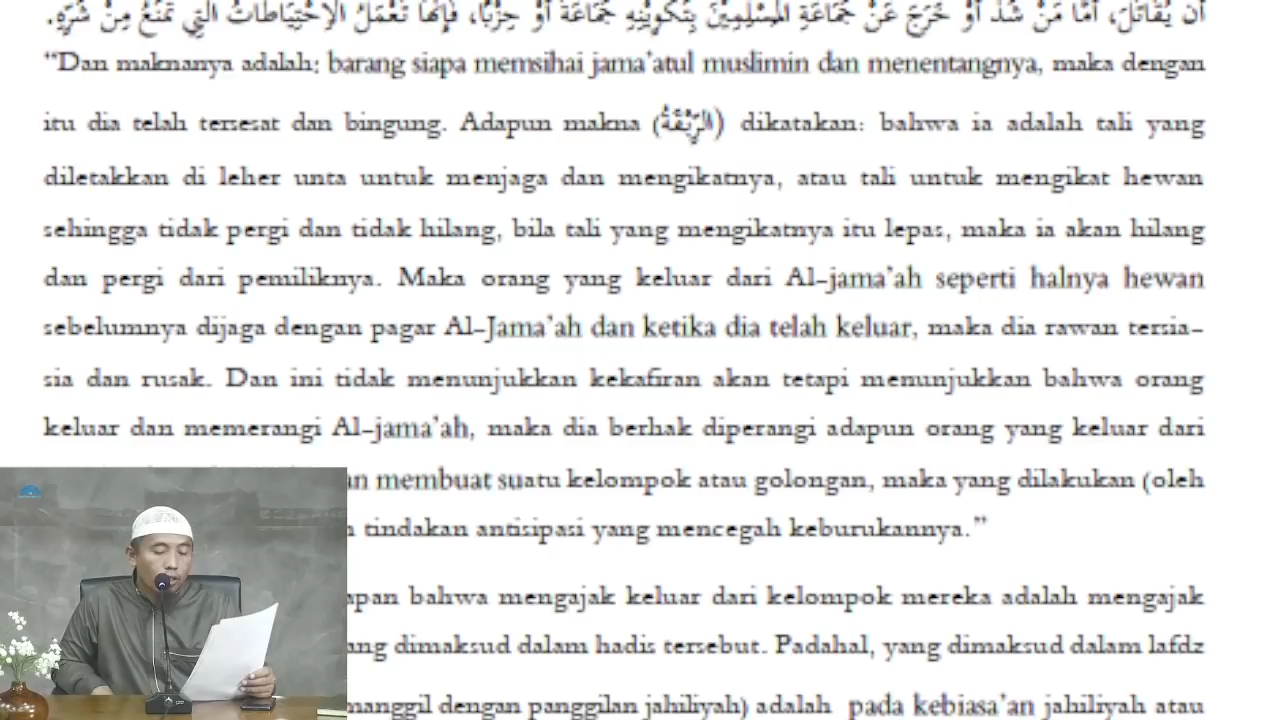 أن يُقَاتَلَ، أَمَّا مَنْ شَذَّ أَوْ خَرَجَ عَنْ جَمَاعَةِ الْمُسْلِمِيْنَ بِتَكْوِيْنِهِ جَمَاعَةً أَوْ حِزْبًا، فَإِنَّهَا تُعْمَلُ الِاحْتِيَاطَاتُ الَّتِي تَمْنَعُ مِنْ شَرِّهِ.
“Dan maknanya adalah: barang siapa memsihai jama’atul muslimin dan menentangnya, maka dengan
itu dia telah tersesat dan bingung. Adapun makna (الرِّبْقَةُ) dikatakan: bahwa ia adalah tali yang
diletakkan di leher unta untuk menjaga dan mengikatnya, atau tali untuk mengikat hewan
sehingga tidak pergi dan tidak hilang, bila tali yang mengikatnya itu lepas, maka ia akan hilang
dan pergi dari pemiliknya. Maka orang yang keluar dari Al-jama’ah seperti halnya hewan
sebelumnya dijaga dengan pagar Al-Jama’ah dan ketika dia telah keluar, maka dia rawan tersia-
sia dan rusak. Dan ini tidak menunjukkan kekafiran akan tetapi menunjukkan bahwa orang
keluar dan memerangi Al-jama’ah, maka dia berhak diperangi adapun orang yang keluar dari
an membuat suatu kelompok atau golongan, maka yang dilakukan (oleh
tindakan antisipasi yang mencegah keburukannya.”
apan bahwa mengajak keluar dari kelompok mereka adalah mengajak
ang dimaksud dalam hadis tersebut. Padahal, yang dimaksud dalam lafdz
manggil dengan panggilan jahiliyah) adalah pada kebiasa’an jahiliyah atau